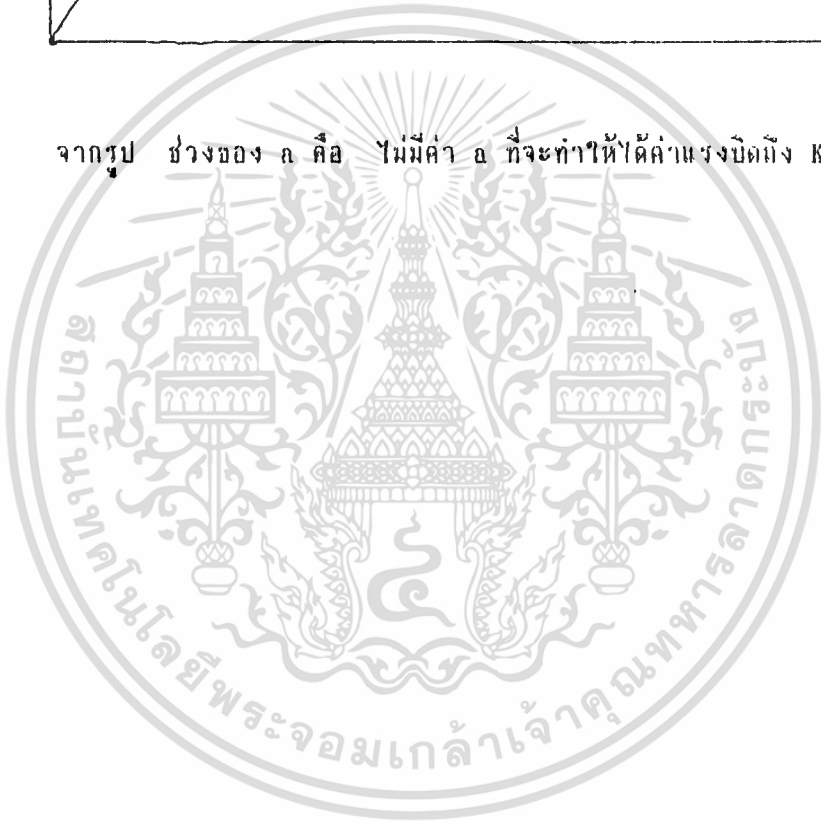 จากรูป ช่วงของ a คือ ไม่มีค่า a ที่จะทำให้ได้ค่าแรงบิดถึง K
สถาบันเทคโนโลยีพระจอมเกล้าเจ้าคุณทหารลาดกระบัง